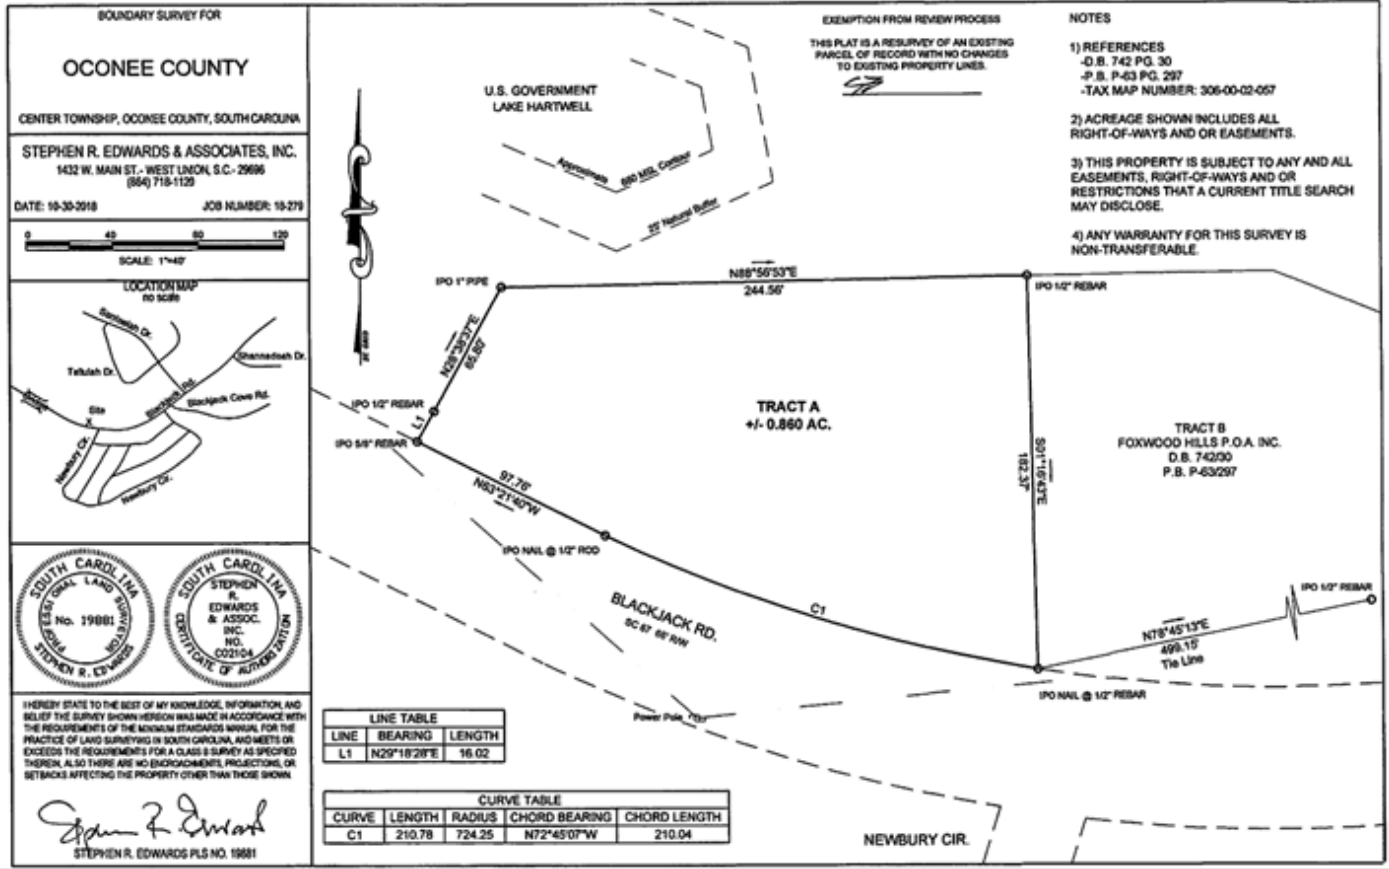 BOUNDARY SURVEY FOR
OCONEE COUNTY
CENTER TOWNSHIP, OCONEE COUNTY, SOUTH CAROLINA
STEPHEN R. EDWARDS & ASSOCIATES, INC.
1432 W. MAIN ST.- WEST UNION, S.C.- 29696
(864) 718-1129
DATE: 10-30-2018 JOB NUMBER: 18-279
0 40 80 120
SCALE: 1"=40'
LOCATION MAP
no scale
Tallulah Dr.
Shannadoah Dr.
Blackjack Rd.
Blackjack Cove Rd.
Site
X
Newbury Cir.
Newbury Cir.
SOUTH CAROLINA
PROFESSIONAL LAND SURVEYOR
No. 19881
STEPHEN R. EDWARDS
SOUTH CAROLINA
STEPHEN
R.
EDWARDS
& ASSOC.
INC.
NO.
C02104
CERTIFICATE OF AUTHORIZATION
I HEREBY STATE TO THE BEST OF MY KNOWLEDGE, INFORMATION, AND
BELIEF THE SURVEY SHOWN HEREON WAS MADE IN ACCORDANCE WITH
THE REQUIREMENTS OF THE MINIMUM STANDARDS MANUAL FOR THE
PRACTICE OF LAND SURVEYING IN SOUTH CAROLINA, AND MEETS OR
EXCEEDS THE REQUIREMENTS FOR A CLASS B SURVEY AS SPECIFIED
THEREIN, ALSO THERE ARE NO ENCROACHMENTS, PROJECTIONS, OR
SETBACKS AFFECTING THE PROPERTY OTHER THAN THOSE SHOWN.
Stephen R. Edwards
STEPHEN R. EDWARDS PLS NO. 19881
U.S. GOVERNMENT
LAKE HARTWELL
Approximate 660 MSL Contour
25' Natural Buffer
EXEMPTION FROM REVIEW PROCESS
THIS PLAT IS A RESURVEY OF AN EXISTING
PARCEL OF RECORD WITH NO CHANGES
TO EXISTING PROPERTY LINES.
NOTES
1) REFERENCES
-D.B. 742 PG. 30
-P.B. P-63 PG. 297
-TAX MAP NUMBER: 306-00-02-057
2) ACREAGE SHOWN INCLUDES ALL
RIGHT-OF-WAYS AND OR EASEMENTS.
3) THIS PROPERTY IS SUBJECT TO ANY AND ALL
EASEMENTS, RIGHT-OF-WAYS AND OR
RESTRICTIONS THAT A CURRENT TITLE SEARCH
MAY DISCLOSE.
4) ANY WARRANTY FOR THIS SURVEY IS
NON-TRANSFERABLE.
SC GRID
IPO 1" PIPE
N88°56'53"E
244.56'
IPO 1/2" REBAR
N28°38'37"E
65.80'
IPO 1/2" REBAR
L1
IPO 5/8" REBAR
97.76'
N63°21'40"W
IPO NAIL @ 1/2" ROD
TRACT A
+/- 0.860 AC.
S01°16'43"E
182.37'
TRACT B
FOXWOOD HILLS P.O.A. INC.
D.B. 742/30
P.B. P-63/297
C1
BLACKJACK RD.
SC 67 66' R/W
IPO 1/2" REBAR
N78°45'13"E
499.15'
Tie Line
IPO NAIL @ 1/2" REBAR
Power Pole
LINE TABLE
LINE BEARING LENGTH
L1 N29°18'28"E 16.02
CURVE TABLE
CURVE LENGTH RADIUS CHORD BEARING CHORD LENGTH
C1 210.78 724.25 N72°45'07"W 210.04
NEWBURY CIR.